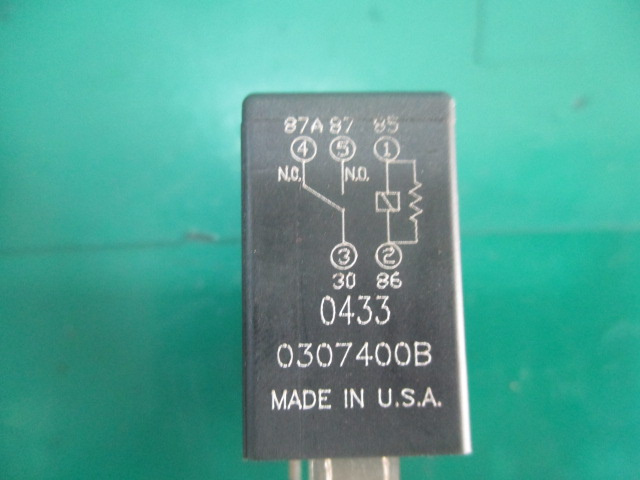 87A 87 85
4 5 1
N.C. N.O.
3 2
30 86
0433
0307400B
MADE IN U.S.A.